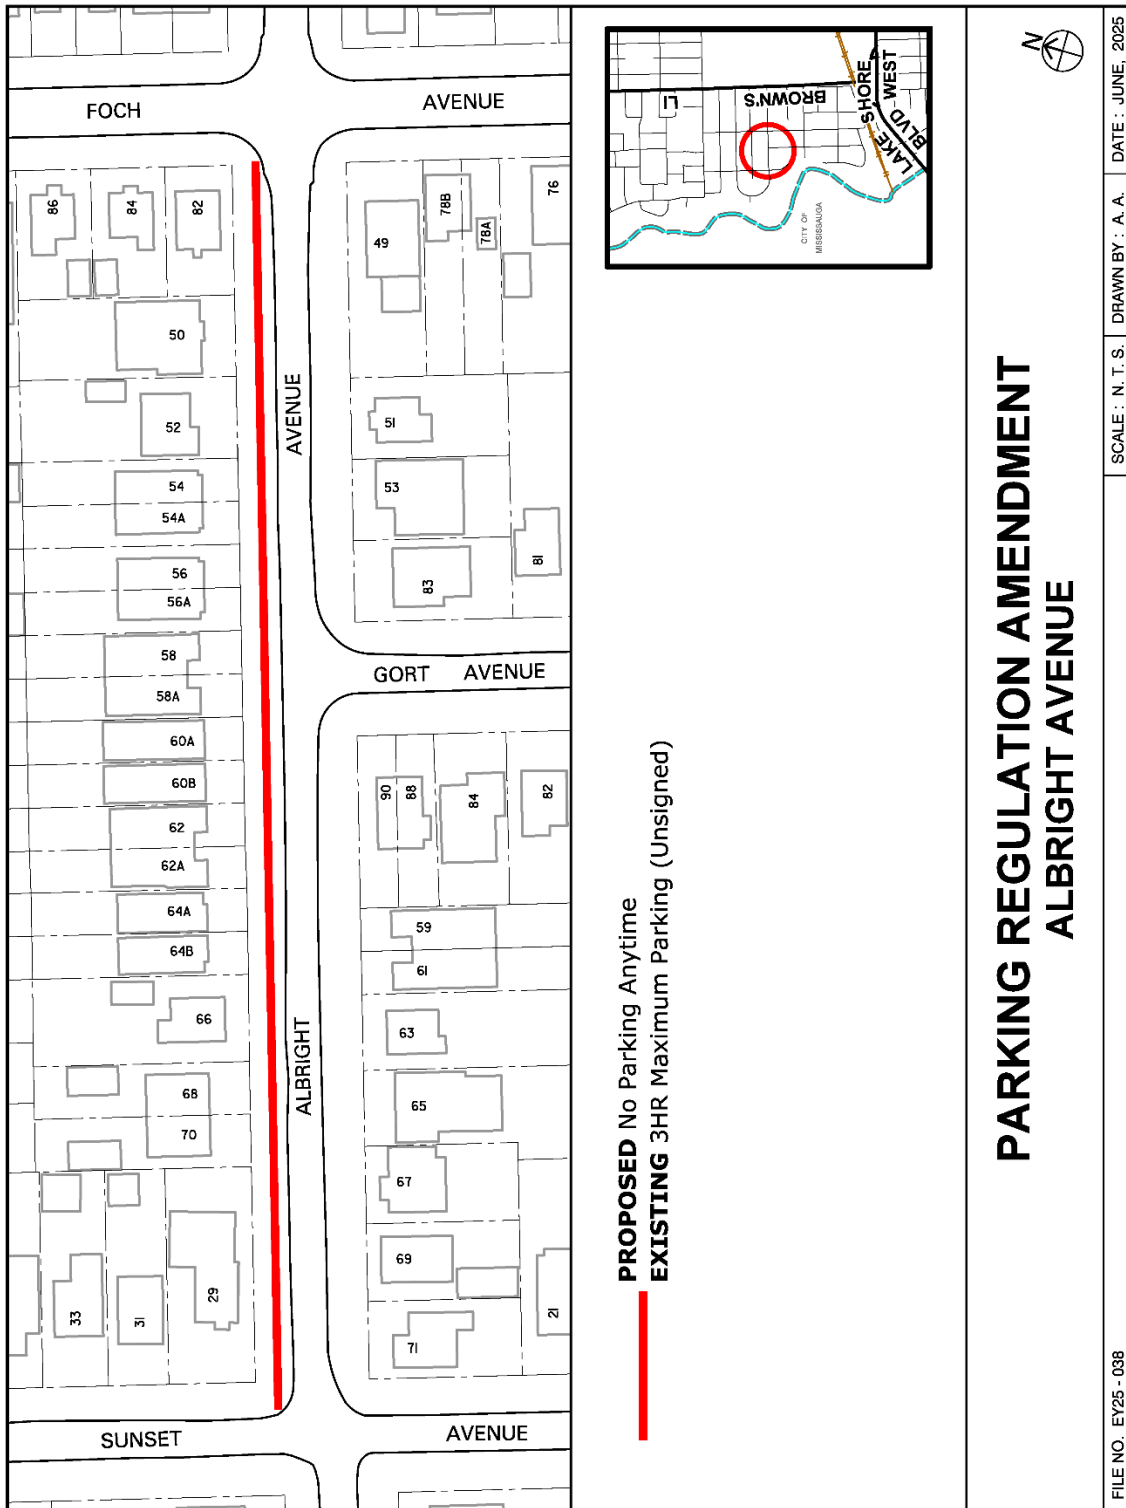 FOCH AVENUE
86
84
82
50
52
54
54A
56
56A
58
58A
60A
60B
62
62A
64A
64B
66
68
70
33
31
29
AVENUE
ALBRIGHT
49
78B
78A
76
51
53
83
81
GORT AVENUE
90
88
84
82
59
61
63
65
67
69
71
21
SUNSET AVENUE
PROPOSED No Parking Anytime
EXISTING 3HR Maximum Parking (Unsigned)
BROWN'S
LI
LAKE SHORE
BLVD WEST
CITY OF
MISSISSAUGA
N
PARKING REGULATION AMENDMENT
ALBRIGHT AVENUE
FILE NO. EY25 - 038
SCALE : N. T. S.
DRAWN BY : A. A.
DATE : JUNE, 2025